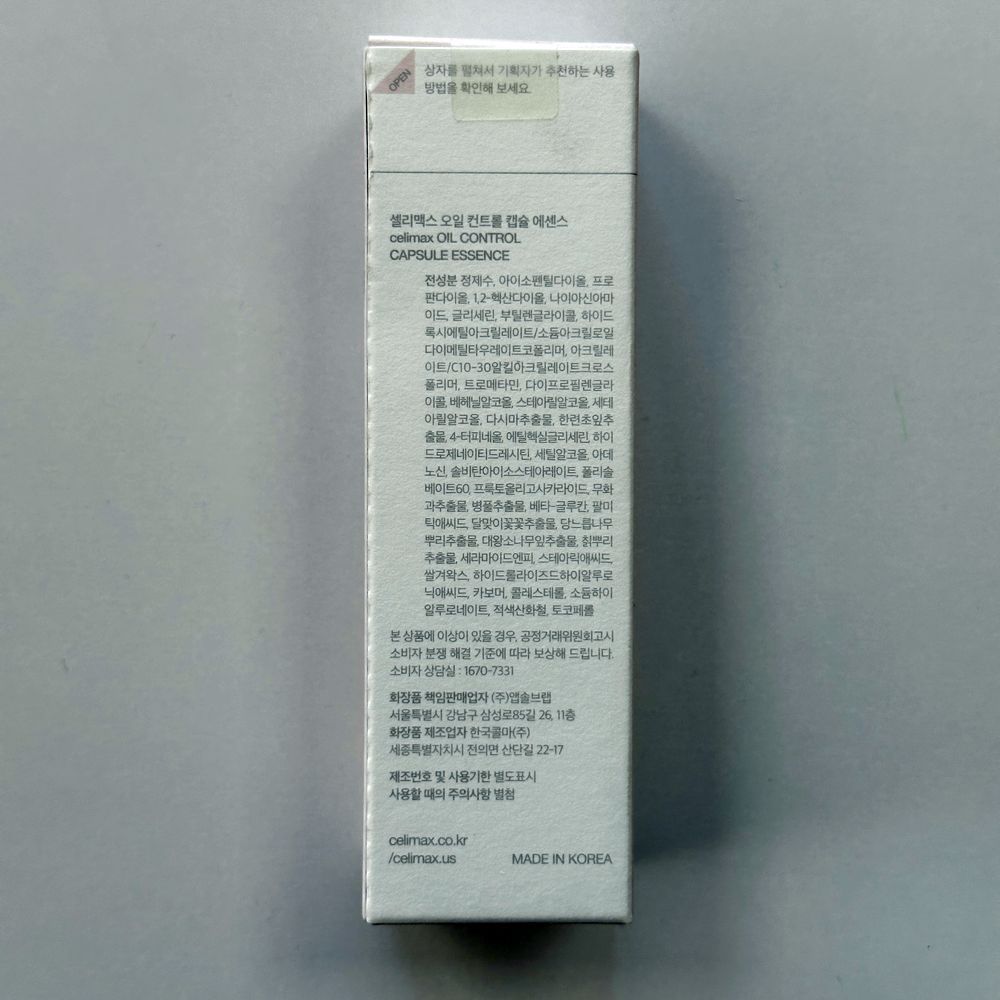 OPEN
상자를 펼쳐서 기획자가 추천하는 사용
방법을 확인해 보세요.
셀리맥스 오일 컨트롤 캡슐 에센스
celimax OIL CONTROL
CAPSULE ESSENCE
전성분 정제수, 아이소펜틸다이올, 프로
판다이올, 1,2-헥산다이올, 나이아신아마
이드, 글리세린, 부틸렌글라이콜, 하이드
록시에틸아크릴레이트/소듐아크릴로일
다이메틸타우레이트코폴리머, 아크릴레
이트/C10-30알킬아크릴레이트크로스
폴리머, 트로메타민, 다이프로필렌글라
이콜, 베헤닐알코올, 스테아릴알코올, 세테
아릴알코올, 다시마추출물, 한련초잎추
출물, 4-터피네올, 에틸헥실글리세린, 하이
드로제네이티드레시틴, 세틸알코올, 아데
노신, 솔비탄아이소스테아레이트, 폴리솔
베이트60, 프룩토올리고사카라이드, 무화
과추출물, 병풀추출물, 베타-글루칸, 팔미
틱애씨드, 달맞이꽃꽃추출물, 당느릅나무
뿌리추출물, 대왕소나무잎추출물, 칡뿌리
추출물, 세라마이드엔피, 스테아릭애씨드,
쌀겨왁스, 하이드롤라이즈드하이알루로
닉애씨드, 카보머, 콜레스테롤, 소듐하이
알루로네이트, 적색산화철, 토코페롤
본 상품에 이상이 있을 경우, 공정거래위원회고시
소비자 분쟁 해결 기준에 따라 보상해 드립니다.
소비자 상담실 : 1670-7331
화장품 책임판매업자 (주)앱솔브랩
서울특별시 강남구 삼성로85길 26, 11층
화장품 제조업자 한국콜마(주)
세종특별자치시 전의면 산단길 22-17
제조번호 및 사용기한 별도표시
사용할 때의 주의사항 별첨
celimax.co.kr
/celimax.us
MADE IN KOREA